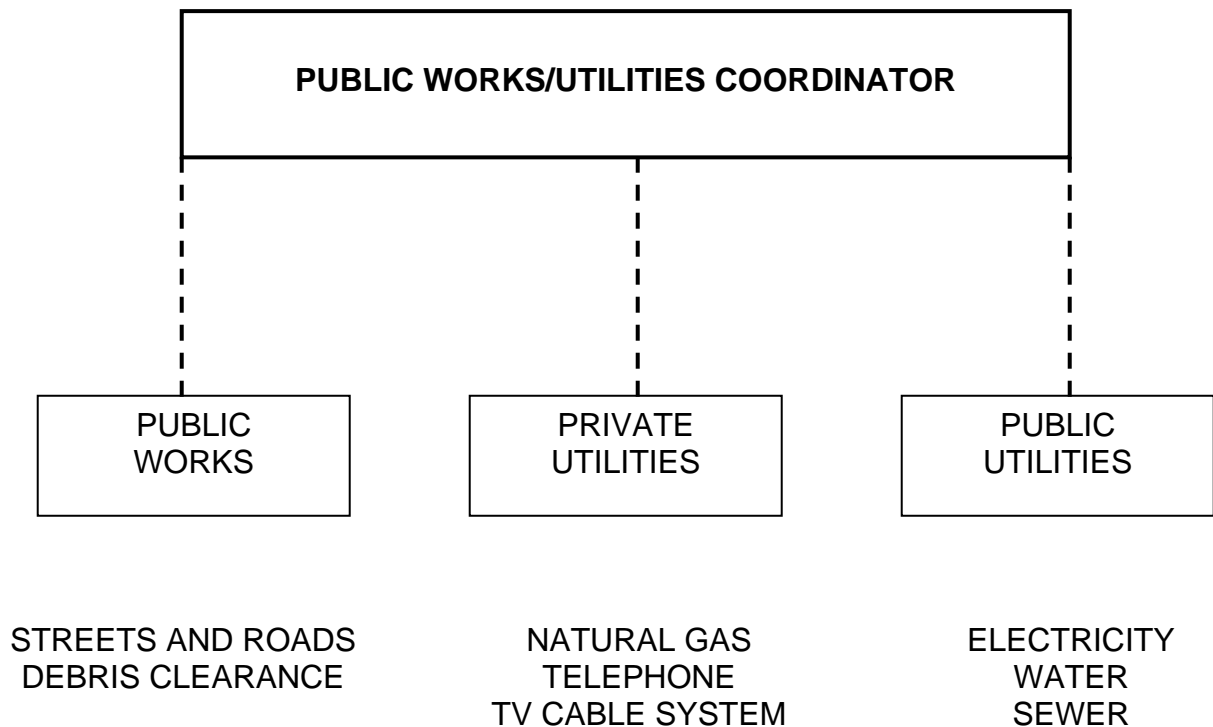 PUBLIC WORKS/UTILITIES COORDINATOR
PUBLIC
WORKS
PRIVATE
UTILITIES
PUBLIC
UTILITIES
STREETS AND ROADS
DEBRIS CLEARANCE
NATURAL GAS
TELEPHONE
TV CABLE SYSTEM
ELECTRICITY
WATER
SEWER